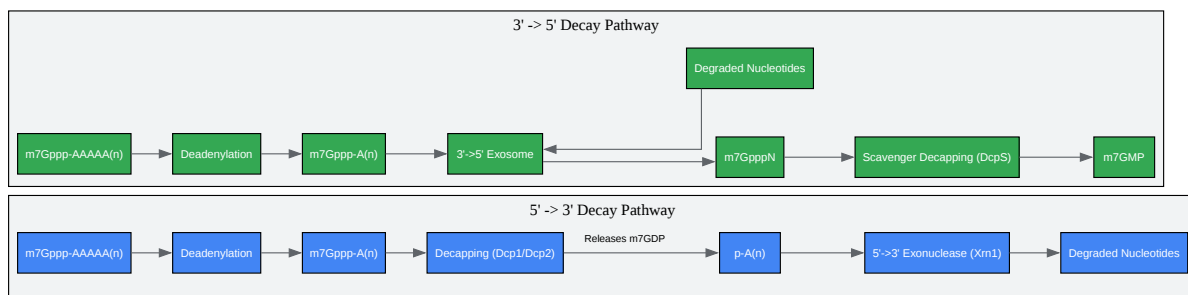 3' -> 5' Decay Pathway
Degraded Nucleotides
m7Gppp-AAAAA(n)
Deadenylation
m7Gppp-A(n)
3'->5' Exosome
m7GpppN
Scavenger Decapping (DcpS)
m7GMP
5' -> 3' Decay Pathway
m7Gppp-AAAAA(n)
Deadenylation
m7Gppp-A(n)
Decapping (Dcp1/Dcp2)
Releases m7GDP
p-A(n)
5'->3' Exonuclease (Xrn1)
Degraded Nucleotides